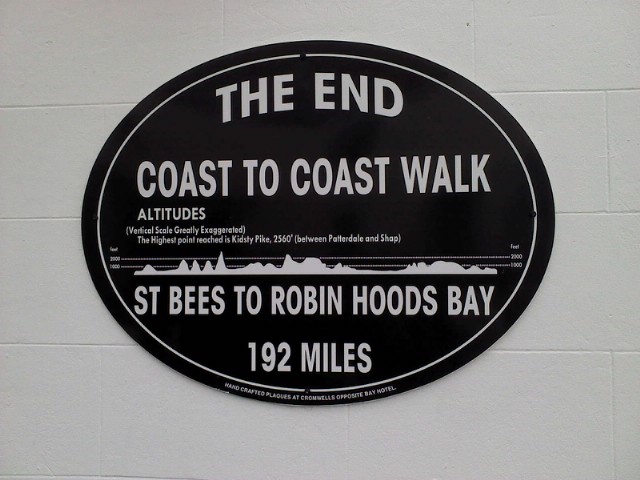 THE END
COAST TO COAST WALK
ALTITUDES
(Vertical Scale Greatly Exaggerated)
The Highest point reached is Kidsty Pike, 2560' (between Patterdale and Shap)
feet feet
2000 2000
1000 1000
ST BEES TO ROBIN HOODS BAY
192 MILES
HAND CRAFTED PLAQUES AT CROMWELLS OPPOSITE BAY HOTEL.